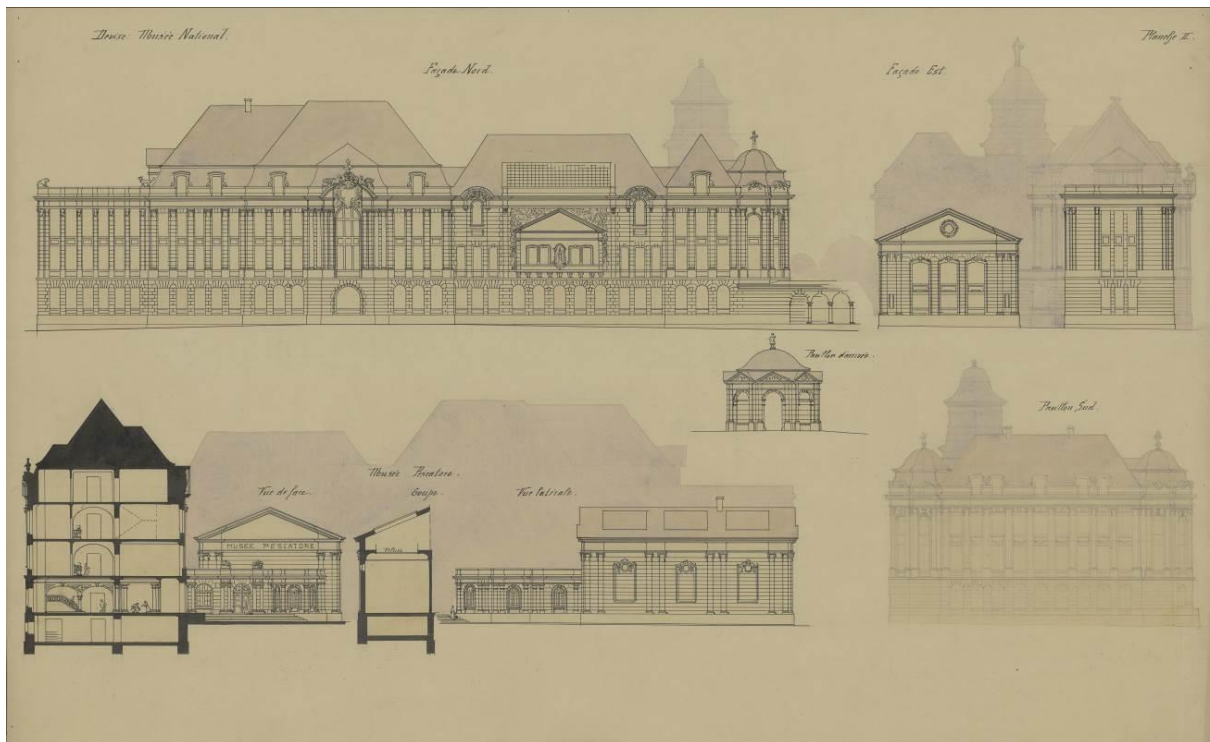 Devise: Musée National.
Planche II.
Façade Nord.
Façade Est.
Pavillon d'entrée.
Pavillon Sud.
Musée Pescatore.
Vue de face.
Coupe.
Vue latérale.
MUSEE PESCATORE